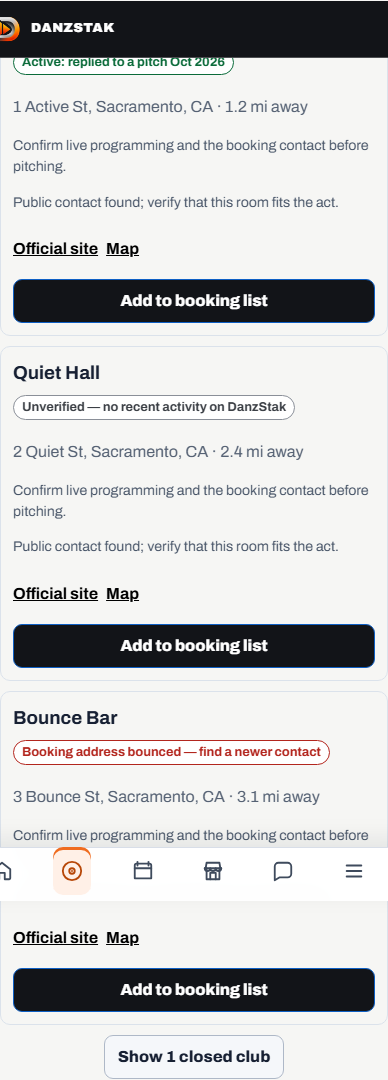 DANZSTAK
Active: replied to a pitch Oct 2026
1 Active St, Sacramento, CA · 1.2 mi away
Confirm live programming and the booking contact before
pitching.
Public contact found; verify that this room fits the act.
Official site Map
Add to booking list
Quiet Hall
Unverified — no recent activity on DanzStak
2 Quiet St, Sacramento, CA · 2.4 mi away
Confirm live programming and the booking contact before
pitching.
Public contact found; verify that this room fits the act.
Official site Map
Add to booking list
Bounce Bar
Booking address bounced — find a newer contact
3 Bounce St, Sacramento, CA · 3.1 mi away
Confirm live programming and the booking contact before
Official site Map
Add to booking list
Show 1 closed club